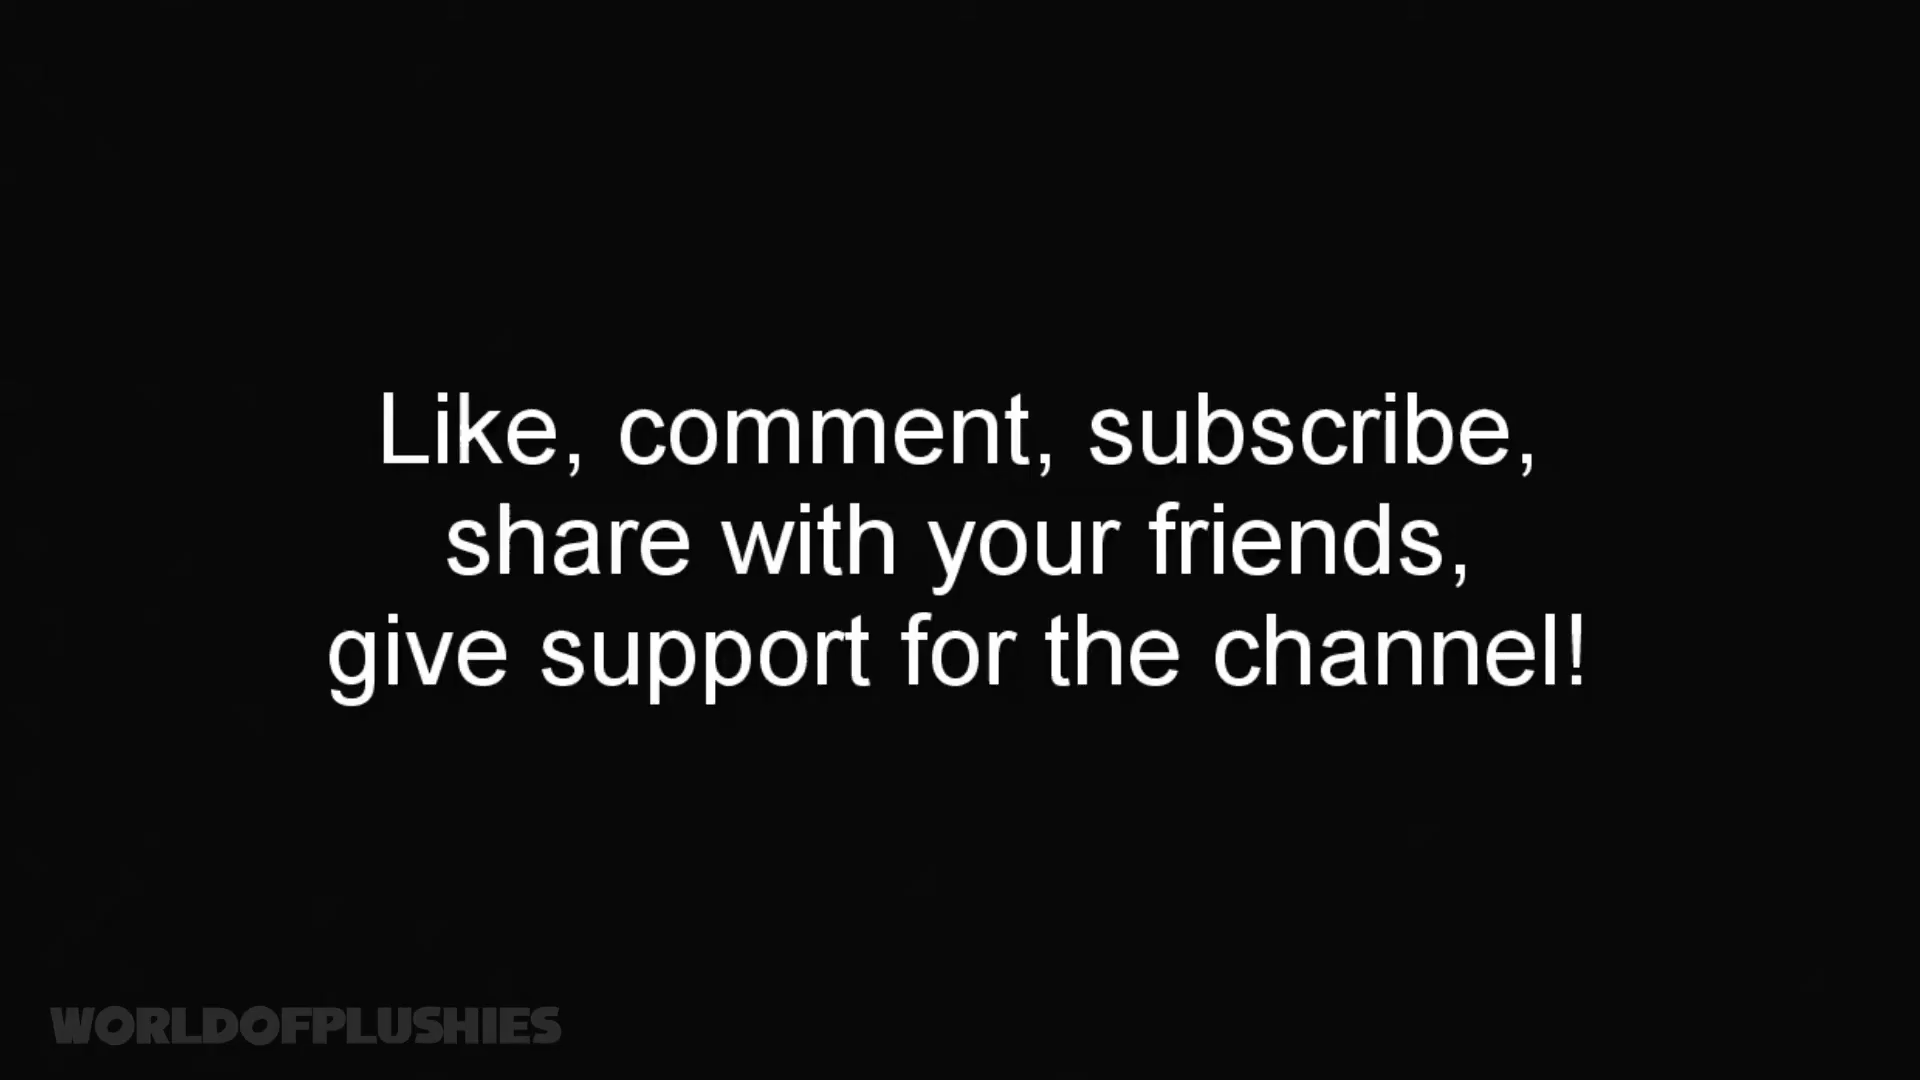 Like, comment, subscribe,
share with your friends,
give support for the channel!
WORLDOFPLUSHIES